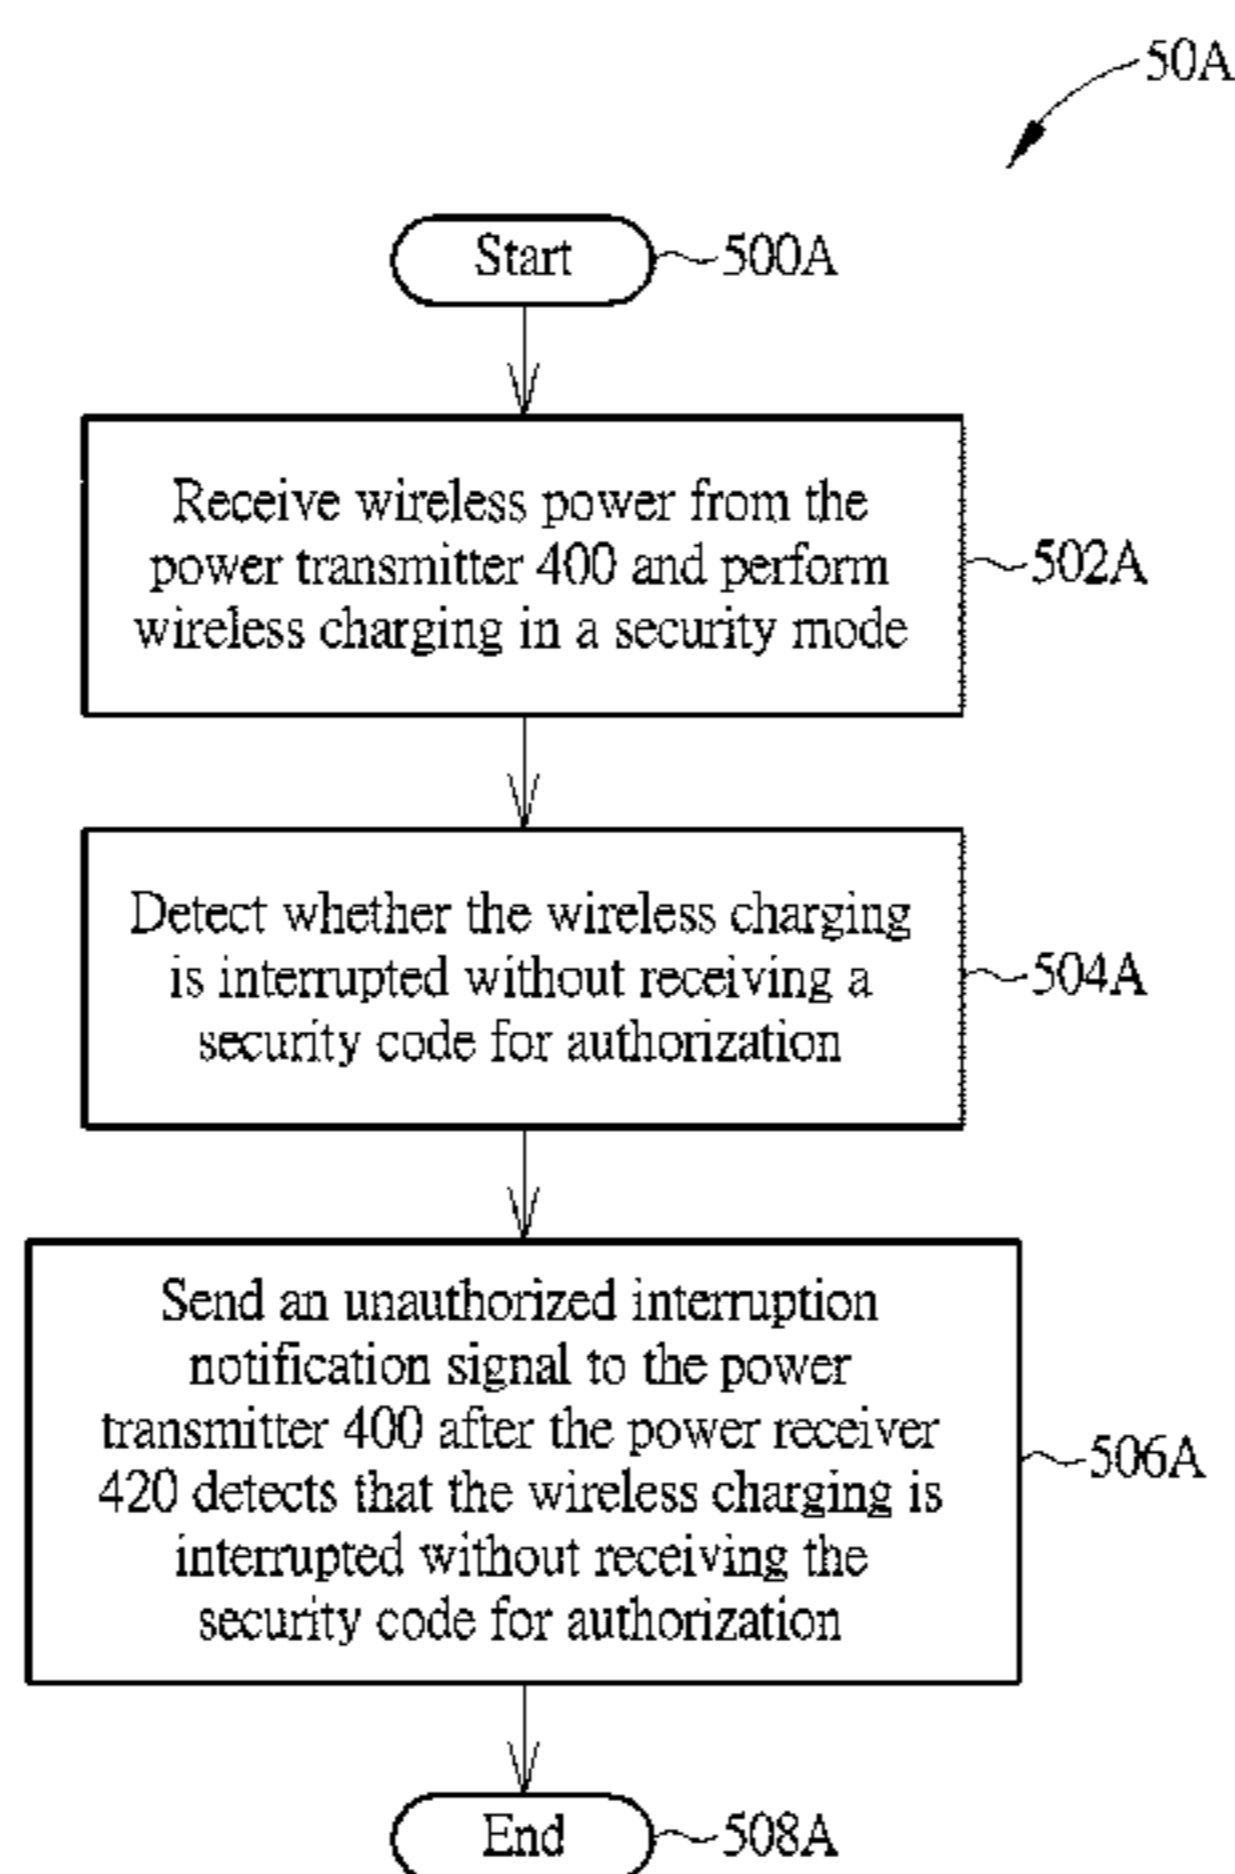 50A
Start
500A
Receive wireless power from the
power transmitter 400 and perform
wireless charging in a security mode
502A
Detect whether the wireless charging
is interrupted without receiving a
security code for authorization
504A
Send an unauthorized interruption
notification signal to the power
transmitter 400 after the power receiver
420 detects that the wireless charging is
interrupted without receiving the
security code for authorization
506A
End
508A